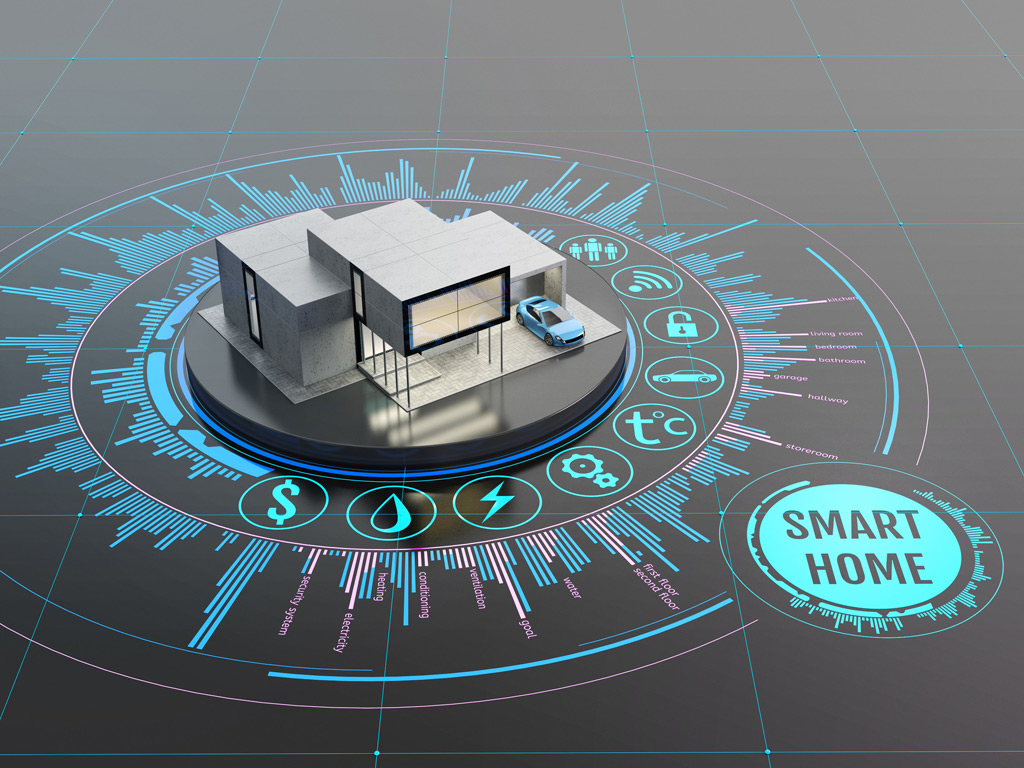 kitchen
living room
bedroom
bathroom
garage
hallway
storeroom
t°C
$
SMART
HOME
first floor
second floor
water
goal
ventilation
conditioning
heating
electricity
security system